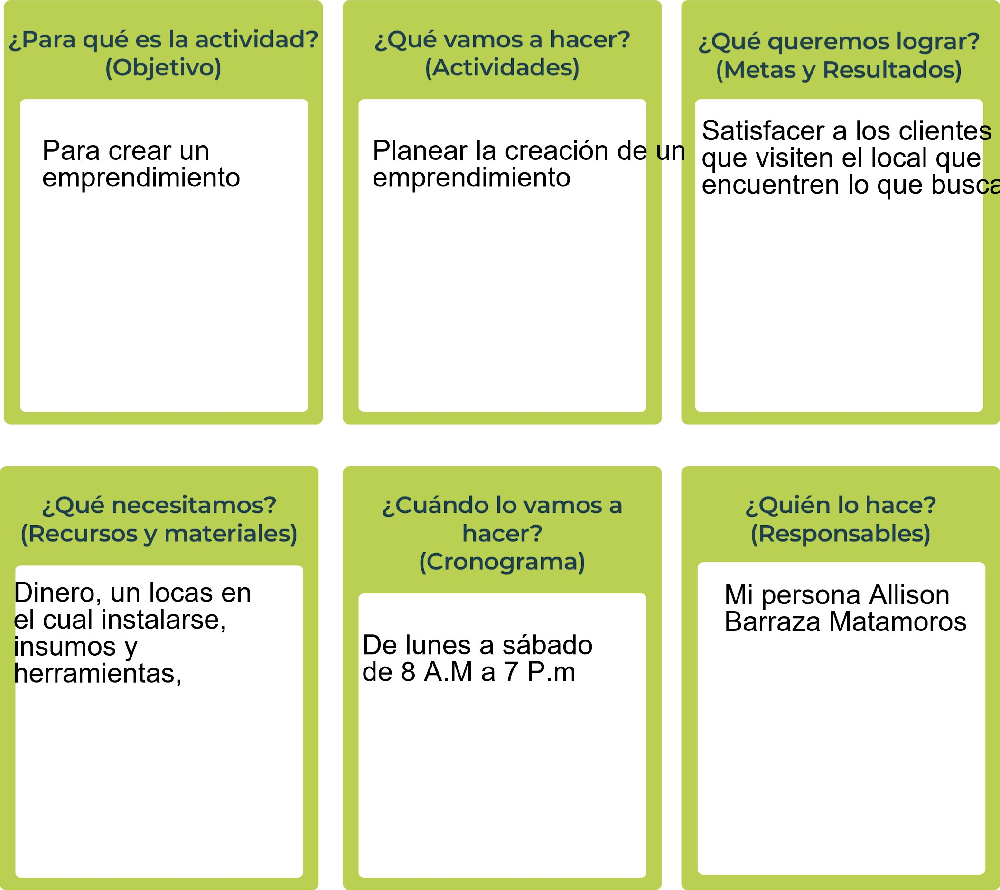 ¿Para qué es la actividad?
(Objetivo)
Para crear un
emprendimiento
¿Qué vamos a hacer?
(Actividades)
Planear la creación de un
emprendimiento
¿Qué queremos lograr?
(Metas y Resultados)
Satisfacer a los clientes
que visiten el local que
encuentren lo que busca
¿Qué necesitamos?
(Recursos y materiales)
Dinero, un locas en
el cual instalarse,
insumos y
herramientas,
¿Cuándo lo vamos a
hacer?
(Cronograma)
De lunes a sábado
de 8 A.M a 7 P.m
¿Quién lo hace?
(Responsables)
Mi persona Allison
Barraza Matamoros